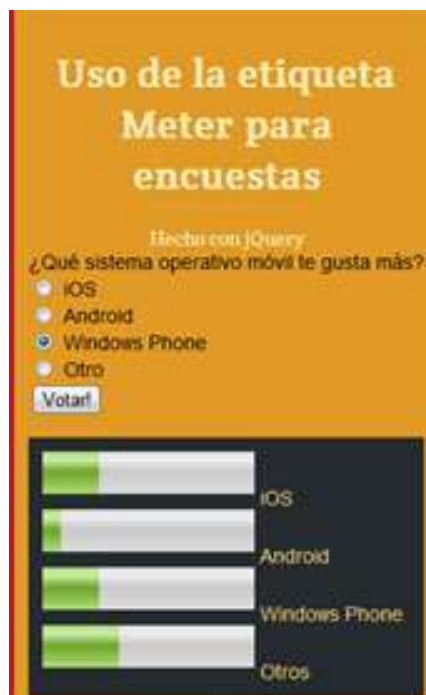 Uso de la etiqueta
Meter para
encuestas
Hecho con jQuery
¿Qué sistema operativo móvil te gusta más?
iOS
Android
Windows Phone
Otro
Votar!
iOS
Android
Windows Phone
Otros